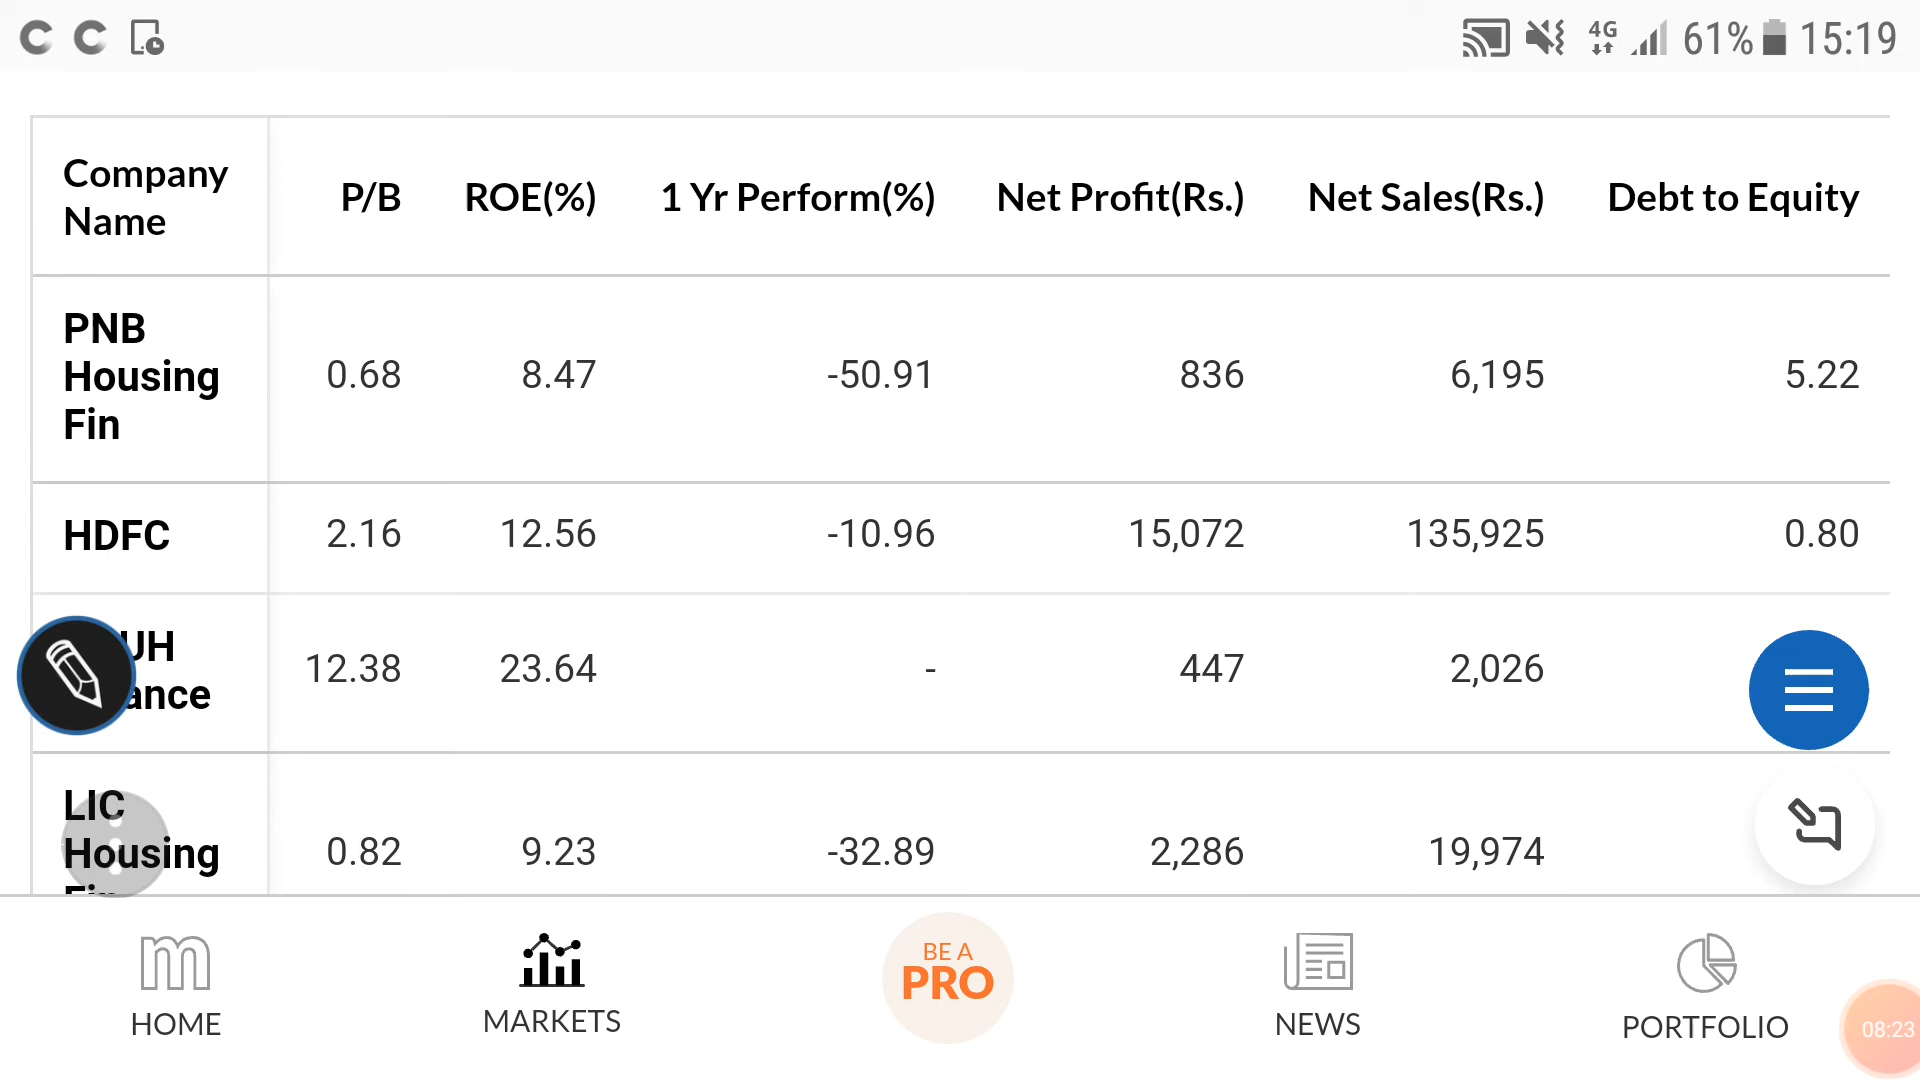 4G 61% 15:19
Company Name P/B ROE(%) 1 Yr Perform(%) Net Profit(Rs.) Net Sales(Rs.) Debt to Equity
PNB Housing Fin 0.68 8.47 -50.91 836 6,195 5.22
HDFC 2.16 12.56 -10.96 15,072 135,925 0.80
UH ance 12.38 23.64 - 447 2,026
LIC Housing 0.82 9.23 -32.89 2,286 19,974
HOME
MARKETS
BE A
PRO
NEWS
PORTFOLIO
08:23